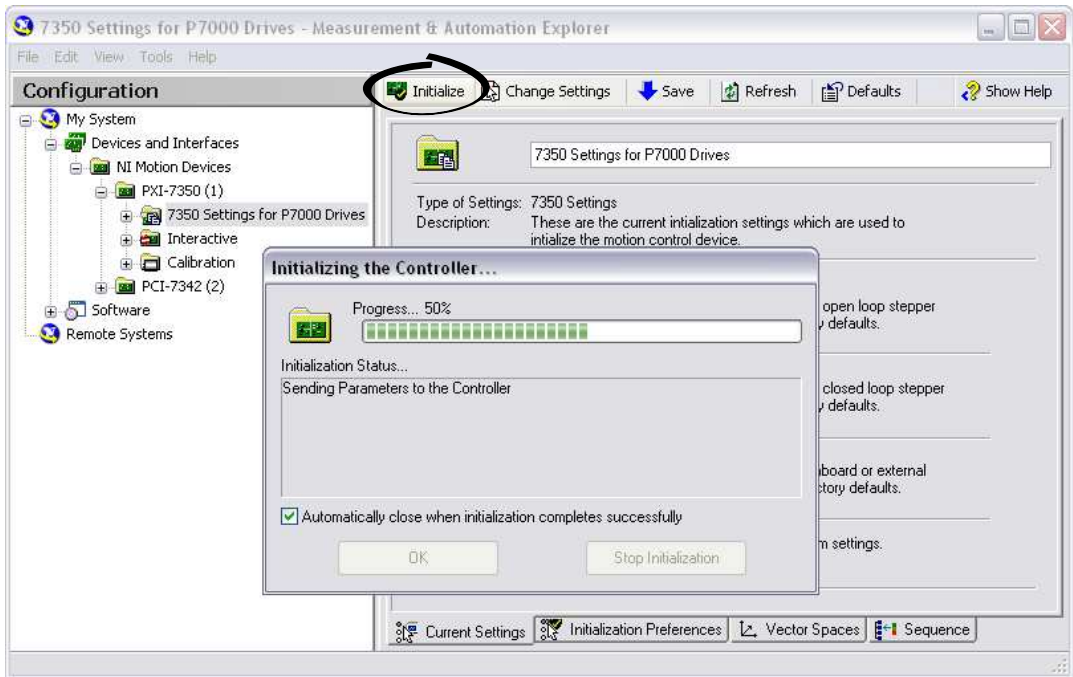 7350 Settings for P7000 Drives - Measurement & Automation Explorer
File Edit View Tools Help
Configuration
Initialize Change Settings Save Refresh Defaults Show Help
My System
Devices and Interfaces
NI Motion Devices
PXI-7350 (1)
7350 Settings for P7000 Drives
Interactive
Calibration
PCI-7342 (2)
Software
Remote Systems
7350 Settings for P7000 Drives
Type of Settings: 7350 Settings
Description: These are the current intialization settings which are used to
intialize the motion control device.
open loop stepper
defaults.
closed loop stepper
defaults.
or external
defaults.
settings.
Initializing the Controller...
Progress... 50%
Initialization Status...
Sending Parameters to the Controller
Automatically close when initialization completes successfully
OK Stop Initialization
Current Settings Initialization Preferences Vector Spaces Sequence